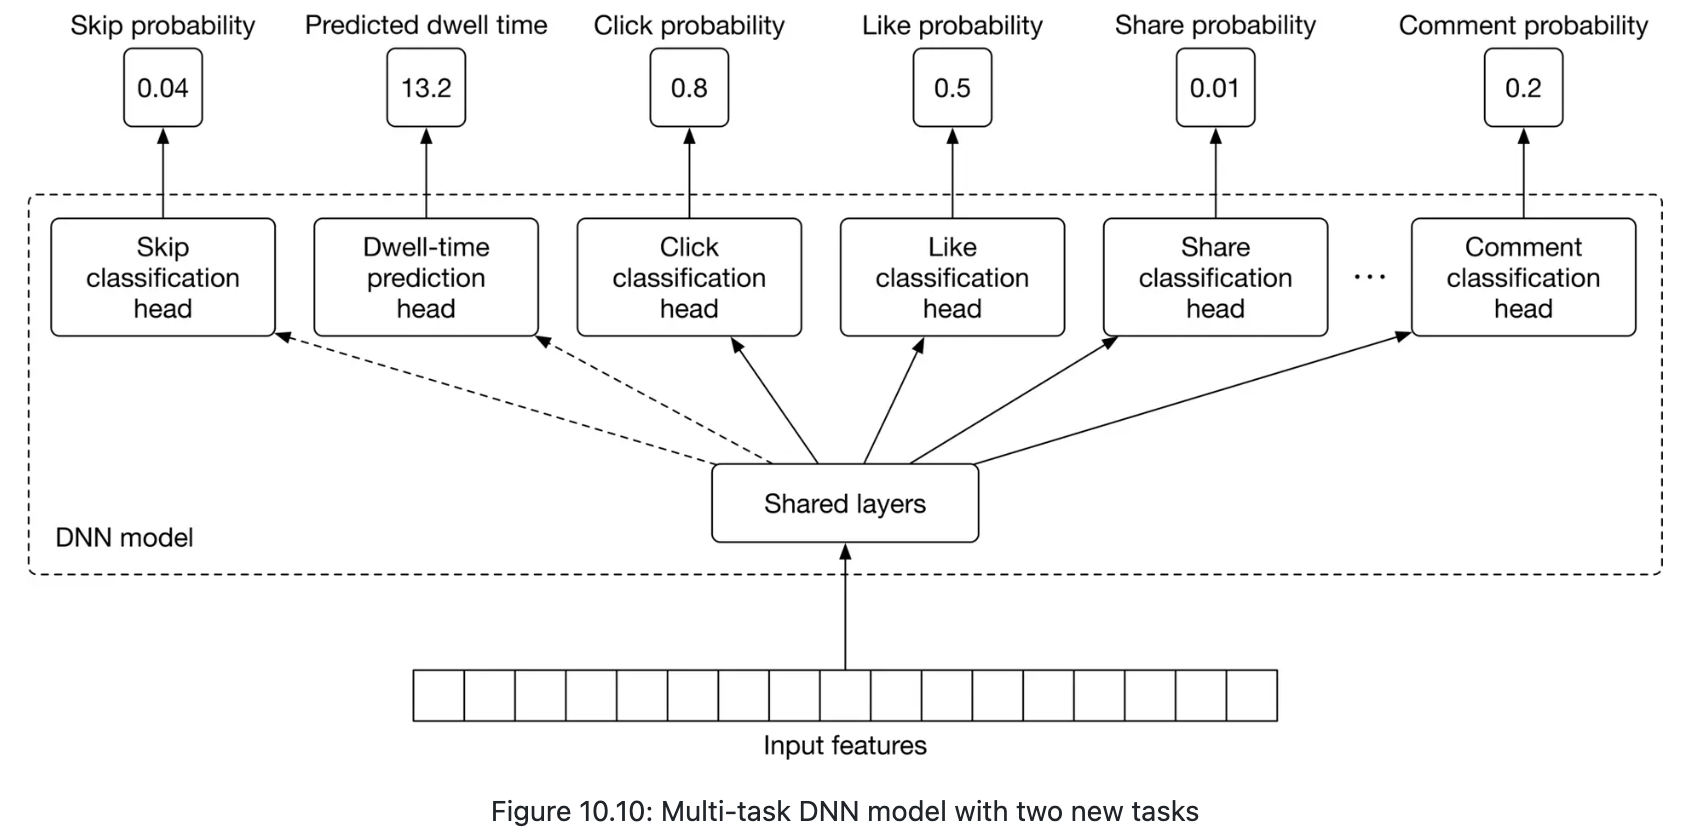 Skip probability
Predicted dwell time
Click probability
Like probability
Share probability
Comment probability
0.04
13.2
0.8
0.5
0.01
0.2
Skip
classification
head
Dwell-time
prediction
head
Click
classification
head
Like
classification
head
Share
classification
head
...
Comment
classification
head
Shared layers
DNN model
Input features
Figure 10.10: Multi-task DNN model with two new tasks